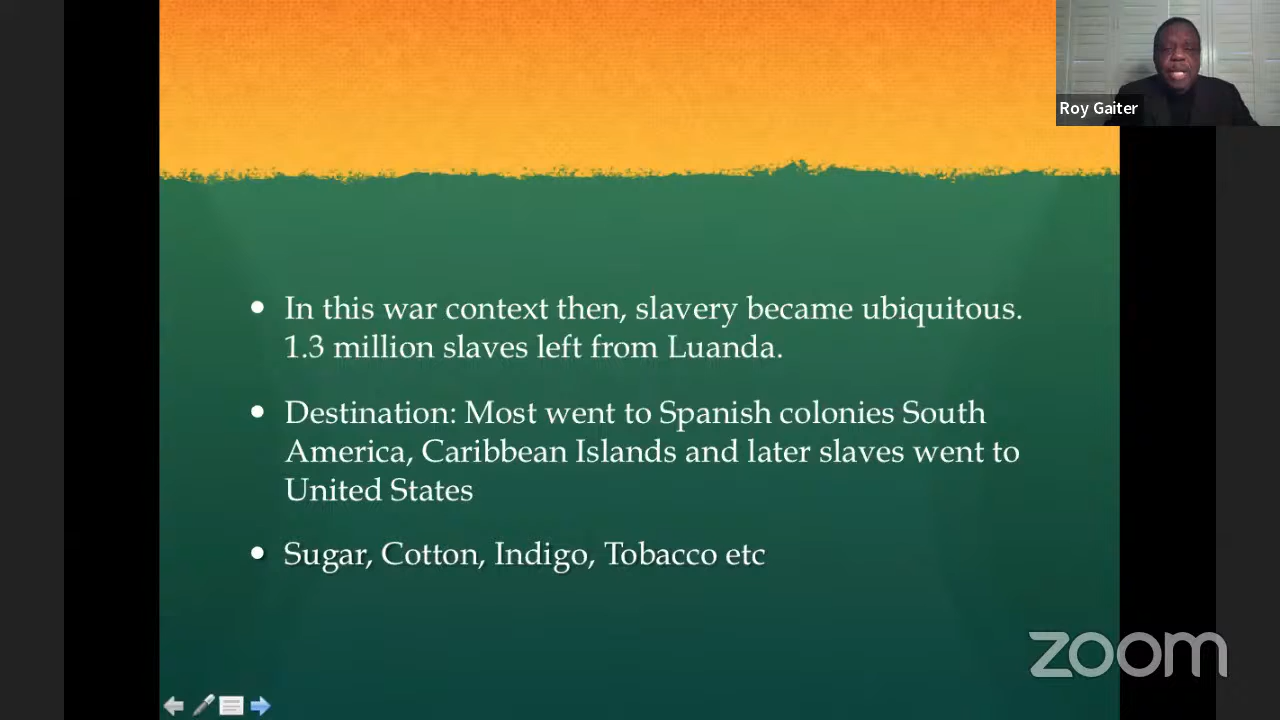 Roy Gaiter
• In this war context then, slavery became ubiquitous.
1.3 million slaves left from Luanda.
• Destination: Most went to Spanish colonies South
America, Caribbean Islands and later slaves went to
United States
• Sugar, Cotton, Indigo, Tobacco etc
zoom